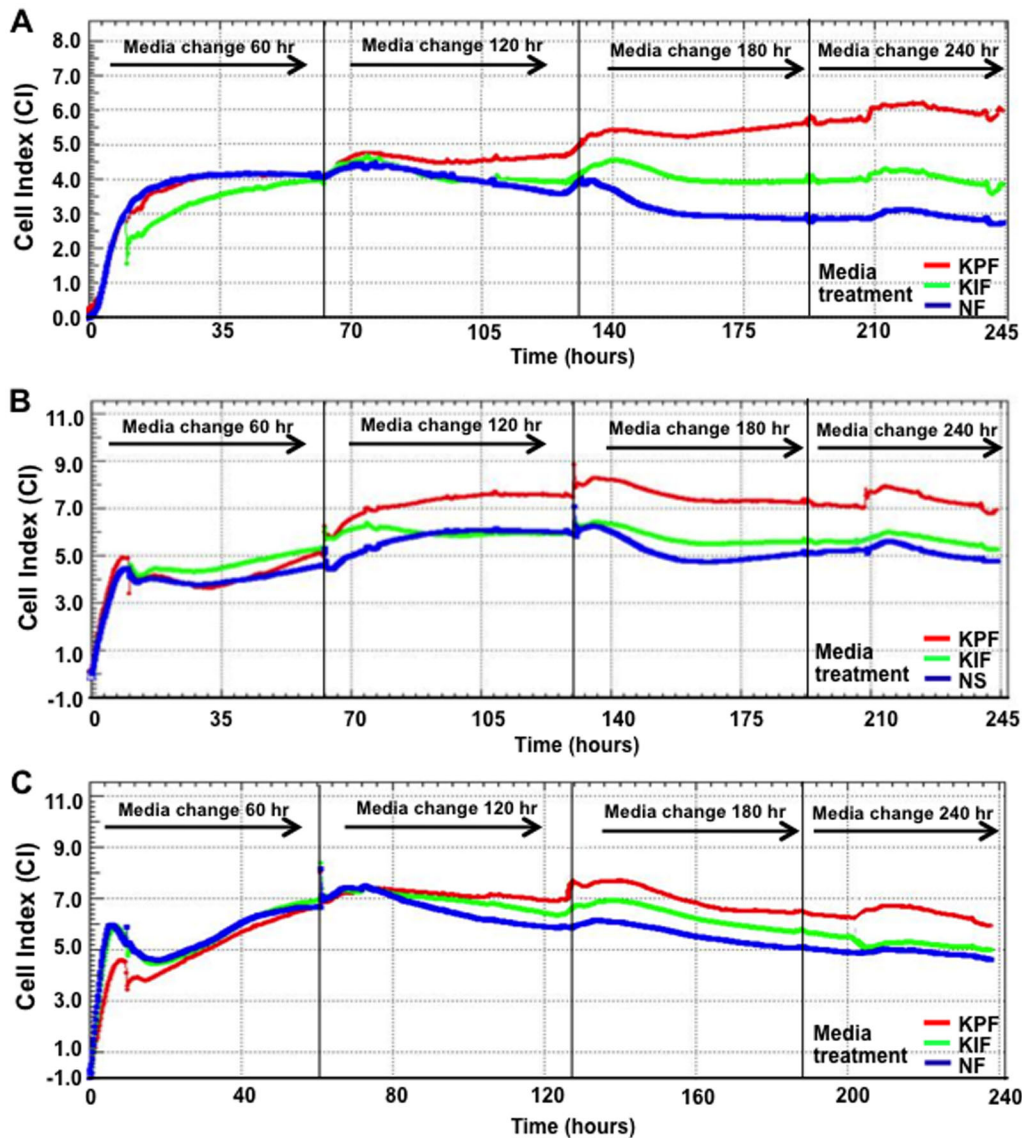 A
Cell Index (CI)
8.0
7.0
6.0
5.0
4.0
3.0
2.0
1.0
0.0
Media change 60 hr
Media change 120 hr
Media change 180 hr
Media change 240 hr
Media treatment
KPF
KIF
NF
0 35 70 105 140 175 210 245
Time (hours)
B
Cell Index (CI)
11.0
9.0
7.0
5.0
3.0
1.0
-1.0
Media change 60 hr
Media change 120 hr
Media change 180 hr
Media change 240 hr
Media treatment
KPF
KIF
NS
0 35 70 105 140 175 210 245
Time (hours)
C
Cell Index (CI)
11.0
9.0
7.0
5.0
3.0
1.0
-1.0
Media change 60 hr
Media change 120 hr
Media change 180 hr
Media change 240 hr
Media treatment
KPF
KIF
NF
0 40 80 120 160 200 240
Time (hours)